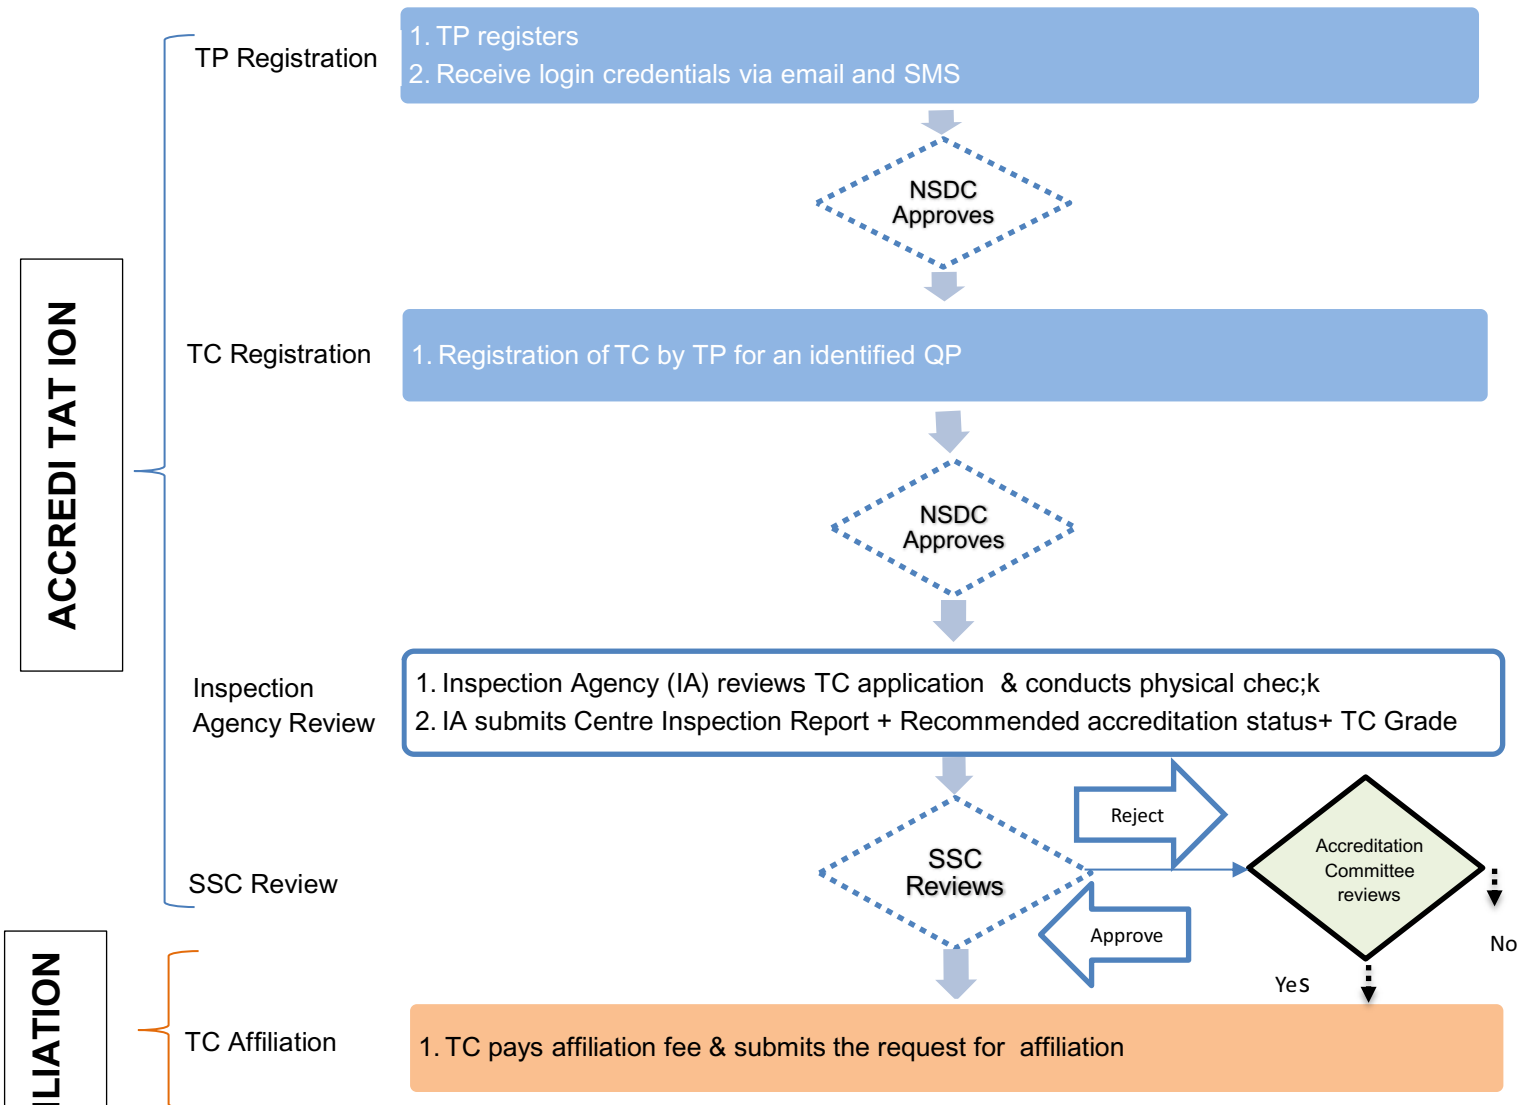 TP Registration
1. TP registers
2. Receive login credentials via email and SMS
NSDC
Approves
ACCREDI TAT ION
TC Registration
1. Registration of TC by TP for an identified QP
NSDC
Approves
Inspection
Agency Review
1. Inspection Agency (IA) reviews TC application & conducts physical chec;k
2. IA submits Centre Inspection Report + Recommended accreditation status+ TC Grade
Reject
SSC
Reviews
Accreditation
Committee
reviews
SSC Review
Approve
No
Yes
ILIATION
TC Affiliation
1. TC pays affiliation fee & submits the request for affiliation